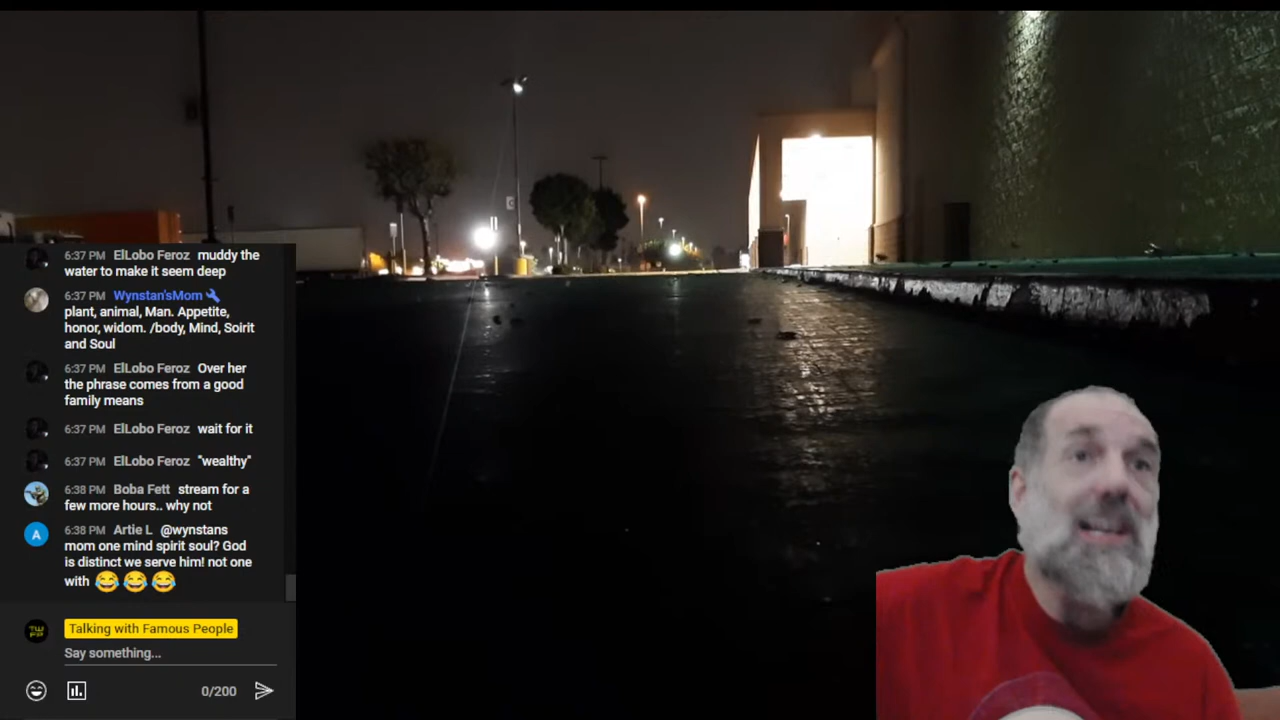 6:37 PM ElLobo Feroz muddy the
water to make it seem deep
6:37 PM Wynstan'sMom
plant, animal, Man. Appetite,
honor, widom. /body, Mind, Soirit
and Soul
6:37 PM ElLobo Feroz Over her
the phrase comes from a good
family means
6:37 PM ElLobo Feroz wait for it
6:37 PM ElLobo Feroz "wealthy"
6:38 PM Boba Fett stream for a
few more hours.. why not
A 6:38 PM Artie L @wynstans
mom one mind spirit soul? God
is distinct we serve him! not one
with 😂😂😂
TW
FP
Talking with Famous People
Say something...
0/200